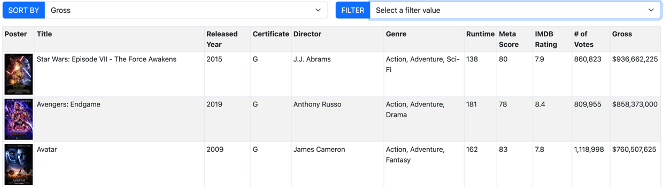 SORT BY Gross FILTER Select a filter value
Poster Title Released Year Certificate Director Genre Runtime Meta Score IMDB Rating # of Votes Gross
Star Wars: Episode VII - The Force Awakens 2015 G J.J. Abrams Action, Adventure, Sci-Fi 138 80 7.9 860,823 $936,662,225
Avengers: Endgame 2019 G Anthony Russo Action, Adventure, Drama 181 78 8.4 809,955 $858,373,000
Avatar 2009 G James Cameron Action, Adventure, Fantasy 162 83 7.8 1,118,998 $760,507,625